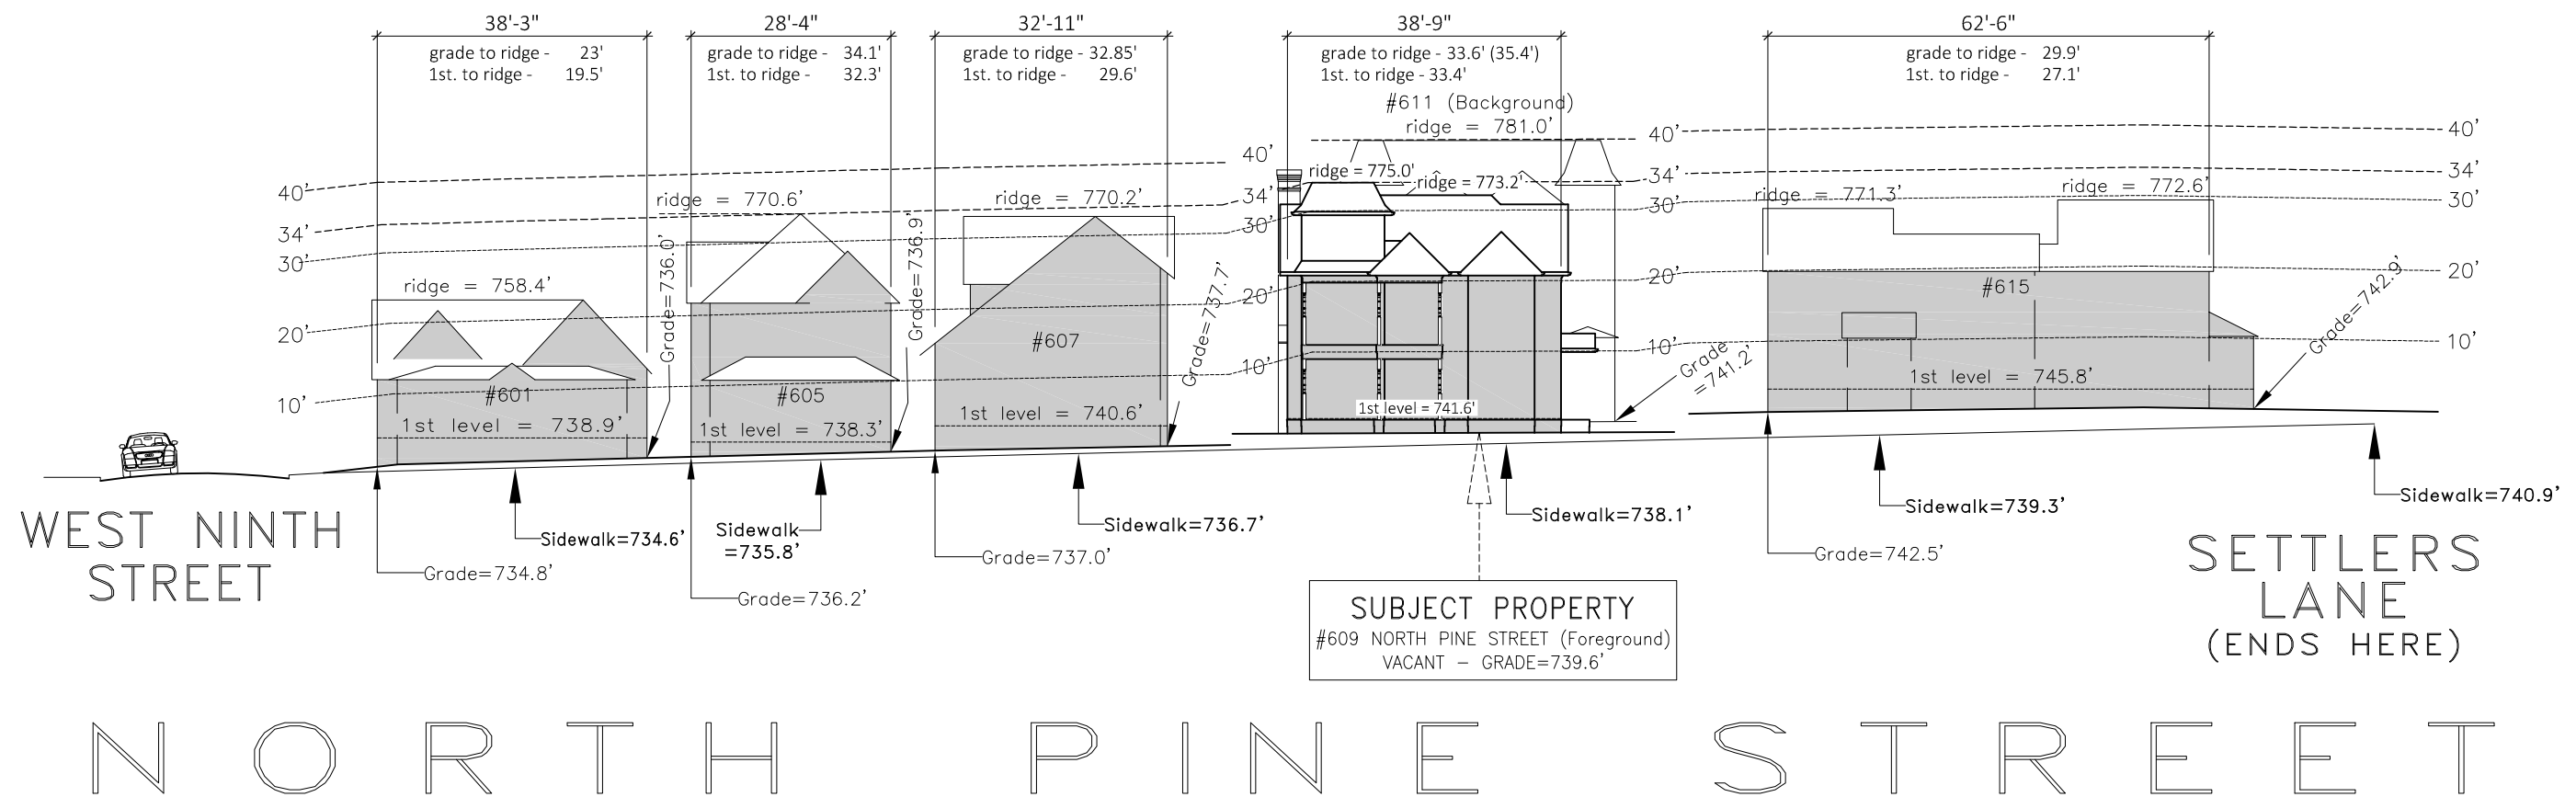 38'-3"
grade to ridge - 23'
1st. to ridge - 19.5'
28'-4"
grade to ridge - 34.1'
1st. to ridge - 32.3'
32'-11"
grade to ridge - 32.85'
1st. to ridge - 29.6'
38'-9"
grade to ridge - 33.6' (35.4')
1st. to ridge - 33.4'
62'-6"
grade to ridge - 29.9'
1st. to ridge - 27.1'
#611 (Background)
ridge = 781.0'
40'
34'
30'
20'
10'
ridge = 758.4'
#601
1st level = 738.9'
Grade=736.0'
ridge = 770.6'
#605
1st level = 738.3'
Grade=736.9'
ridge = 770.2'
#607
1st level = 740.6'
Grade=737.7'
40'
34'
30'
20'
10'
ridge = 775.0'
ridge = 773.2'
1st level = 741.6'
40'
34'
30'
20'
10'
Grade
=741.2'
ridge = 771.3'
ridge = 772.6'
#615
1st level = 745.8'
Grade=742.9'
40'
34'
30'
20'
10'
WEST NINTH
STREET
Sidewalk=734.6'
Grade=734.8'
Sidewalk
=735.8'
Grade=736.2'
Sidewalk=736.7'
Grade=737.0'
Sidewalk=738.1'
SUBJECT PROPERTY
#609 NORTH PINE STREET (Foreground)
VACANT - GRADE=739.6'
Sidewalk=739.3'
Grade=742.5'
Sidewalk=740.9'
SETTLERS
LANE
(ENDS HERE)
NORTH PINE STREET